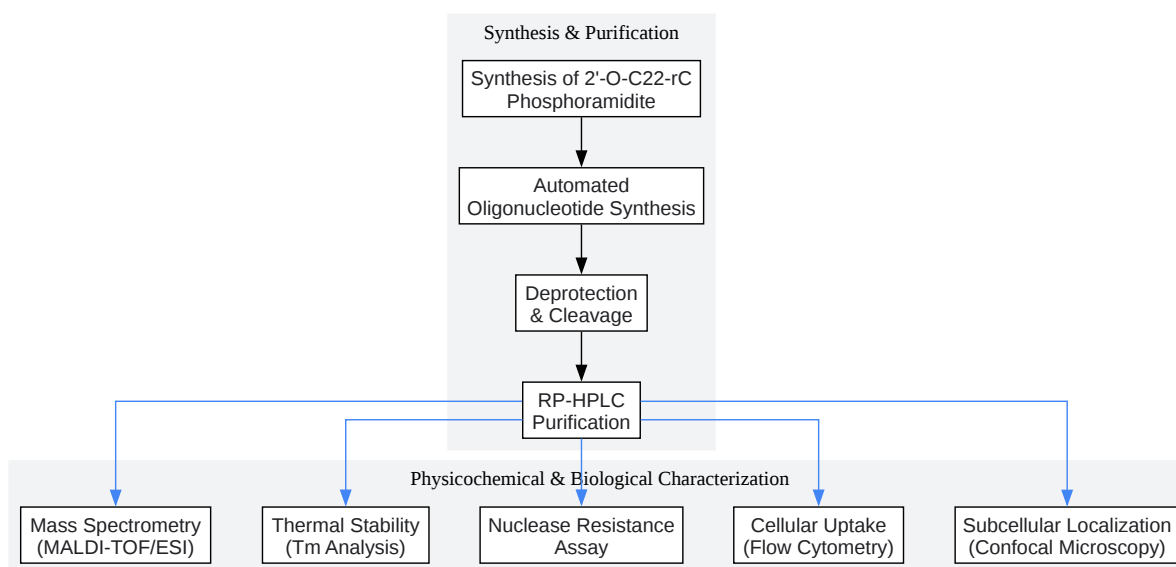 Synthesis & Purification
Synthesis of 2'-O-C22-rC
Phosphoramidite
Automated
Oligonucleotide Synthesis
Deprotection
& Cleavage
RP-HPLC
Purification
Physicochemical & Biological Characterization
Mass Spectrometry
(MALDI-TOF/ESI)
Thermal Stability
(Tm Analysis)
Nuclease Resistance
Assay
Cellular Uptake
(Flow Cytometry)
Subcellular Localization
(Confocal Microscopy)